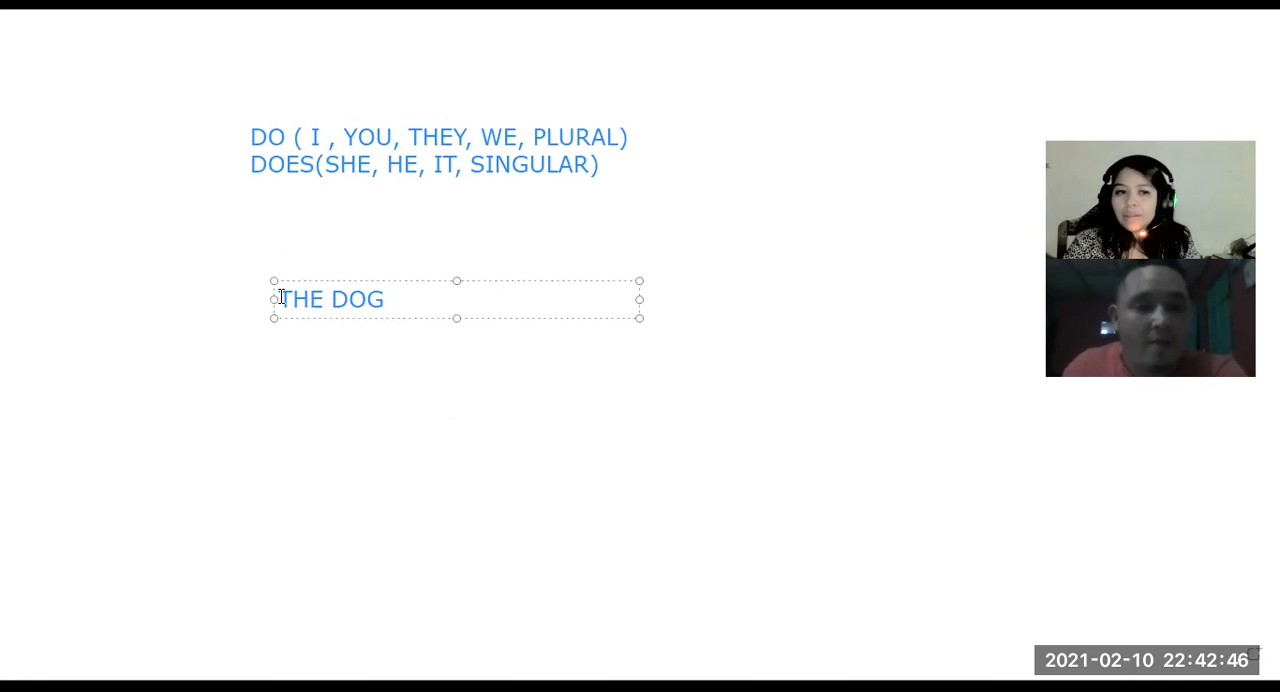 DO ( I , YOU, THEY, WE, PLURAL)
DOES(SHE, HE, IT, SINGULAR)
THE DOG
2021-02-10 22:42:46